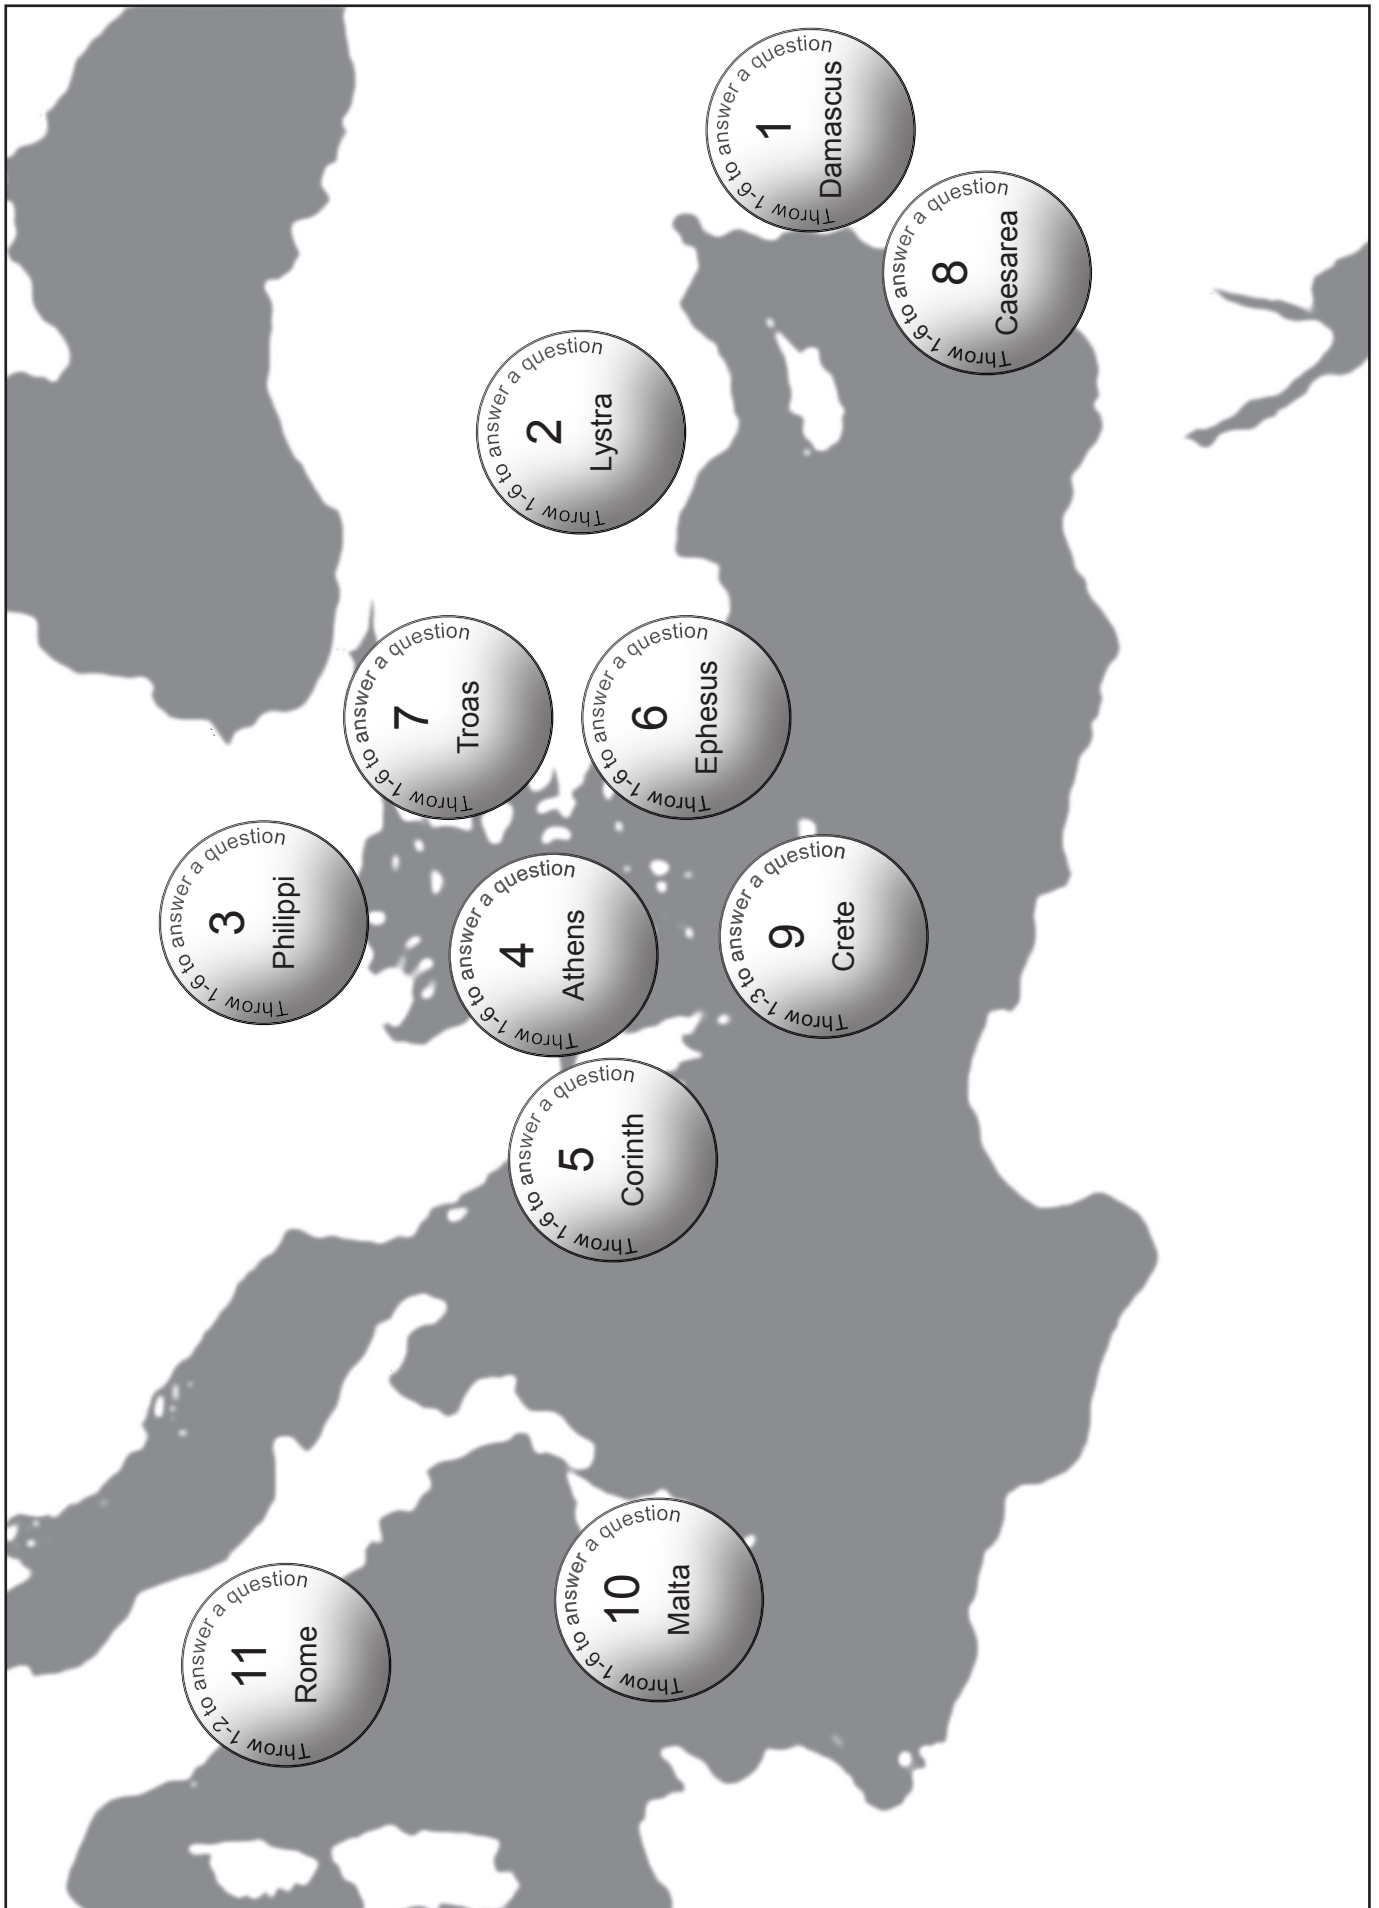 Throw 1-6 to answer a question
1
Damascus
Throw 1-6 to answer a question
2
Lystra
Throw 1-6 to answer a question
3
Philippi
Throw 1-6 to answer a question
4
Athens
Throw 1-6 to answer a question
5
Corinth
Throw 1-6 to answer a question
6
Ephesus
Throw 1-6 to answer a question
7
Troas
Throw 1-6 to answer a question
8
Caesarea
Throw 1-3 to answer a question
9
Crete
Throw 1-6 to answer a question
10
Malta
Throw 1-2 to answer a question
11
Rome